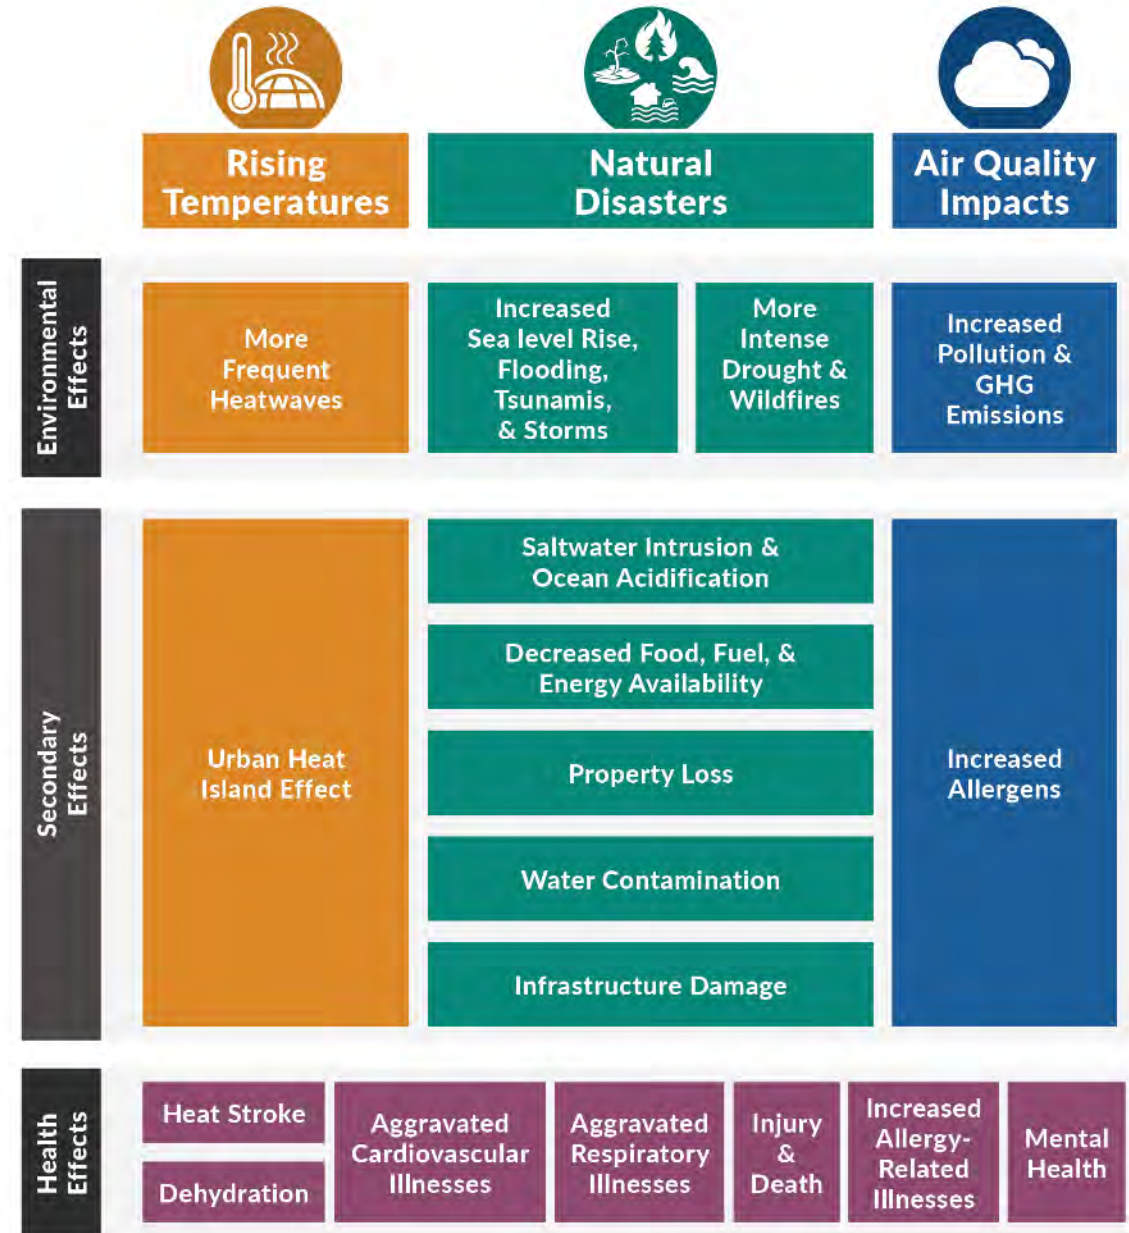 Rising
Temperatures
Natural
Disasters
Air Quality
Impacts
Environmental
Effects
More
Frequent
Heatwaves
Increased
Sea level Rise,
Flooding,
Tsunamis,
& Storms
More
Intense
Drought &
Wildfires
Increased
Pollution &
GHG
Emissions
Secondary
Effects
Urban Heat
Island Effect
Saltwater Intrusion &
Ocean Acidification
Decreased Food, Fuel, &
Energy Availability
Property Loss
Water Contamination
Infrastructure Damage
Increased
Allergens
Health
Effects
Heat Stroke
Dehydration
Aggravated
Cardiovascular
Illnesses
Aggravated
Respiratory
Illnesses
Injury
&
Death
Increased
Allergy-
Related
Illnesses
Mental
Health